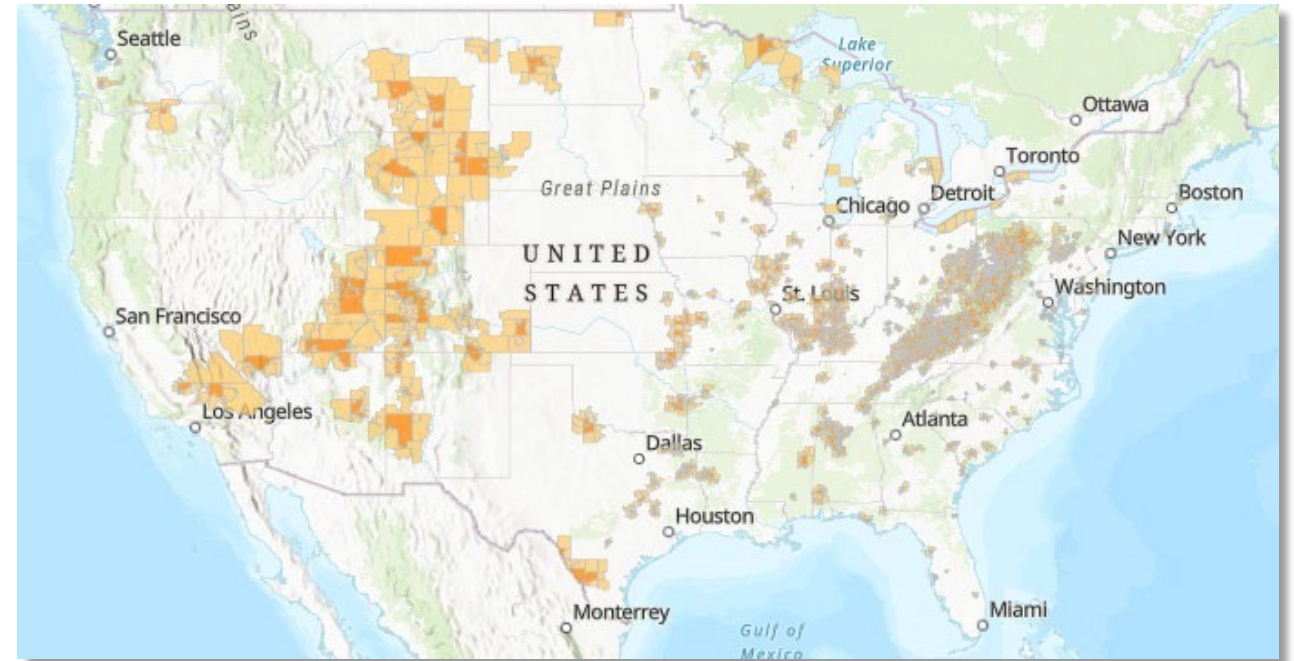 ains
Seattle
Lake
Superior
Ottawa
Toronto
Great Plains
Chicago
Detroit
Boston
New York
UNITED
STATES
St. Louis
Washington
San Francisco
Los Angeles
Atlanta
Dallas
Houston
Monterrey
Miami
Gulf of
Mexico